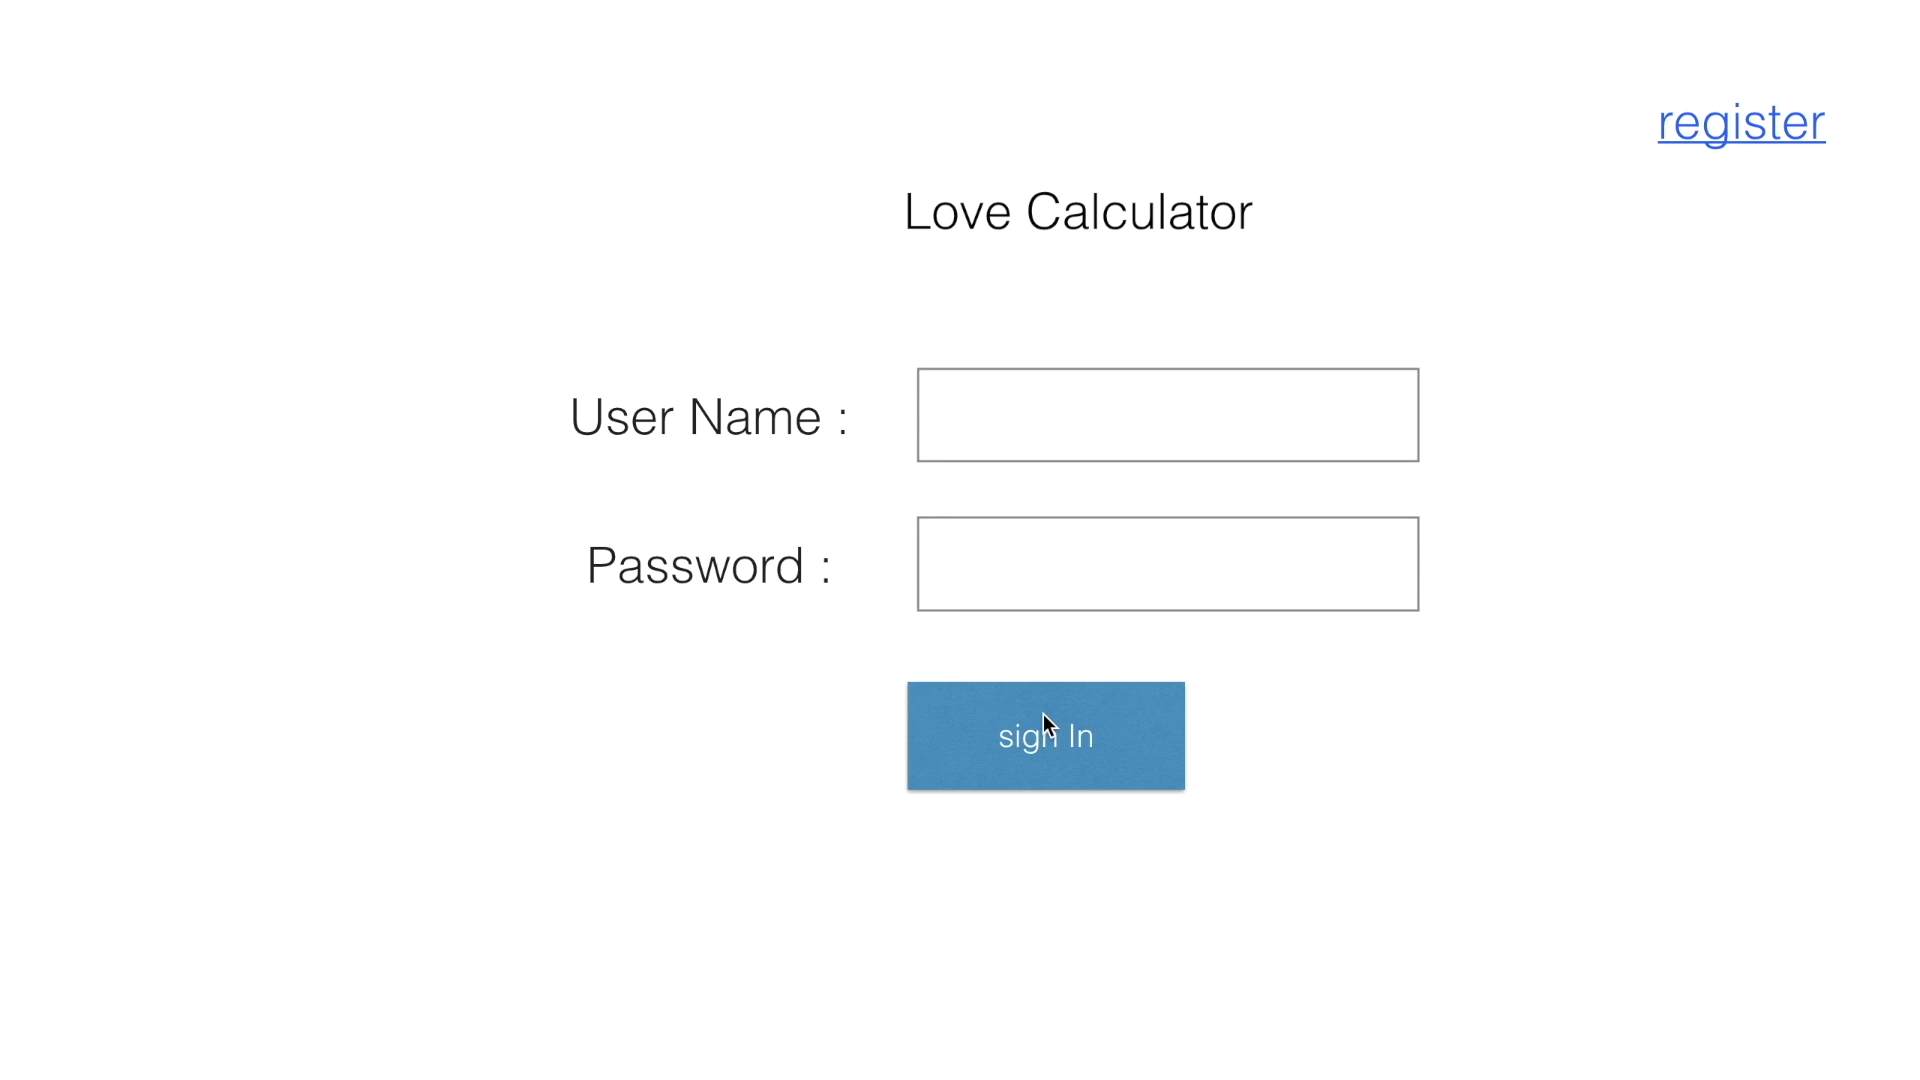 register
Love Calculator
User Name :
Password :
sign In